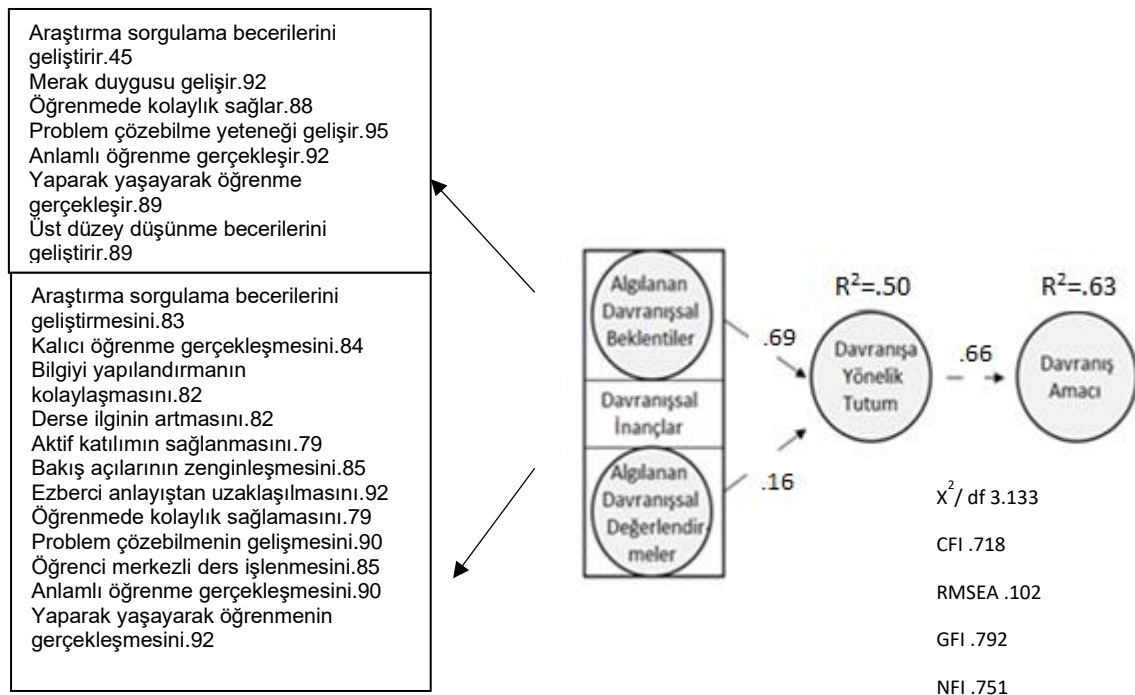 Araştırma sorgulama becerilerini
geliştirir.45
Merak duygusu gelişir.92
Öğrenmede kolaylık sağlar.88
Problem çözebilme yeteneği gelişir.95
Anlamlı öğrenme gerçekleşir.92
Yaparak yaşayarak öğrenme
gerçekleşir.89
Üst düzey düşünme becerilerini
geliştirir.89
Araştırma sorgulama becerilerini
geliştirmesini.83
Kalıcı öğrenme gerçekleşmesini.84
Bilgiyi yapılandırmanın
kolaylaşmasını.82
Derse ilginin artmasını.82
Aktif katılımın sağlanmasını.79
Bakış açılarının zenginleşmesini.85
Ezberci anlayıştan uzaklaşılmasını.92
Öğrenmede kolaylık sağlamasını.79
Problem çözebilmenin gelişmesini.90
Öğrenci merkezli ders işlenmesini.85
Anlamlı öğrenme gerçekleşmesini.90
Yaparak yaşayarak öğrenmenin
gerçekleşmesini.92
Algılanan
Davranışsal
Beklentiler
Davranışsal
İnançlar
Algılanan
Davranışsal
Değerlendir-
meler
.69
.16
R²=.50
Davranışa
Yönelik
Tutum
.66
R²=.63
Davranış
Amacı
X²/ df 3.133
CFI .718
RMSEA .102
GFI .792
NFI .751